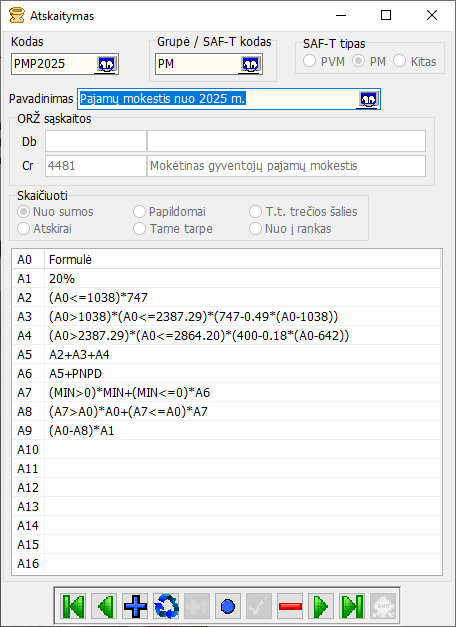 Atskaitymas
Kodas
Grupė / SAF-T kodas
SAF-T tipas
PMP2025
PM
PVM
PM
Kitas
Pavadinimas
Pajamų mokestis nuo 2025 m.
ORŽ sąskaitos
Db
Cr
4481
Mokėtinas gyventojų pajamų mokestis
Skaičiuoti
Nuo sumos
Papildomai
T.t. trečios šalies
Atskirai
Tame tarpe
Nuo į rankas
A0 Formulė
A1 20%
A2 (A0<=1038)*747
A3 (A0>1038)*(A0<=2387.29)*(747-0.49*(A0-1038))
A4 (A0>2387.29)*(A0<=2864.20)*(400-0.18*(A0-642))
A5 A2+A3+A4
A6 A5+PNPD
A7 (MIN>0)*MIN+(MIN<=0)*A6
A8 (A7>A0)*A0+(A7<=A0)*A7
A9 (A0-A8)*A1
A10
A11
A12
A13
A14
A15
A16